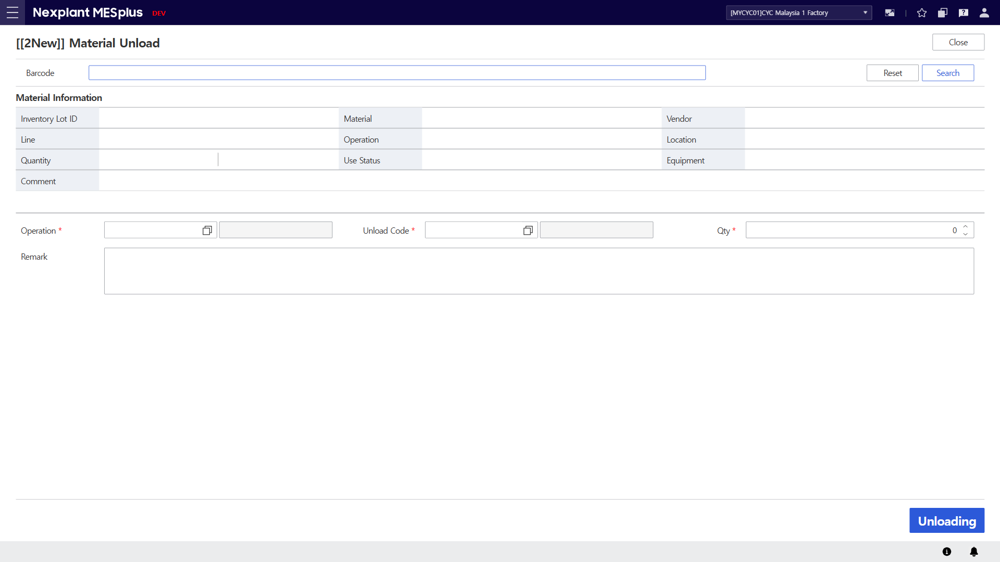 Nexplant MESplus DEV [MYCYC01]CYC Malaysia 1 Factory
[[2New]] Material Unload Close
Barcode Reset Search
Material Information
Inventory Lot ID Material Vendor
Line Operation Location
Quantity Use Status Equipment
Comment
Operation * Unload Code * Qty * 0
Remark
Unloading